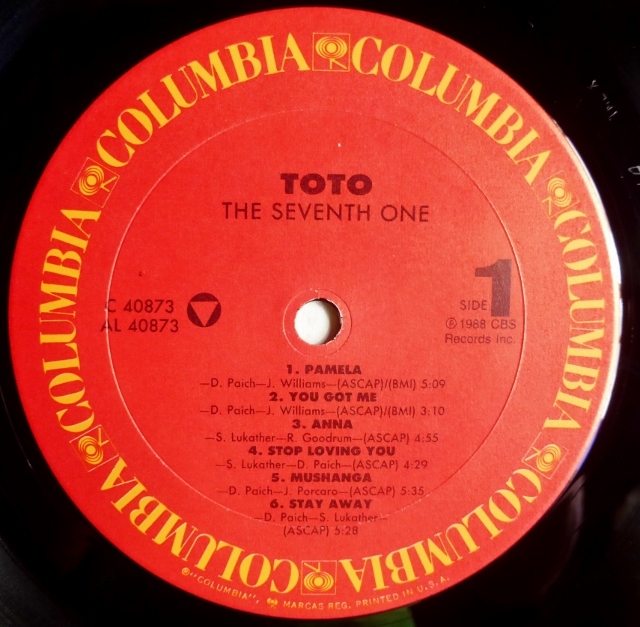 COLUMBIA COLUMBIA COLUMBIA COLUMBIA COLUMBIA COLUMBIA COLUMBIA
TOTO
THE SEVENTH ONE
C 40873
AL 40873
SIDE 1
℗ 1988 CBS
Records Inc.
1. PAMELA
—D. Paich—J. Williams—(ASCAP)/(BMI) 5:09
2. YOU GOT ME
—D. Paich—J. Williams—(ASCAP)/(BMI) 3:10
3. ANNA
—S. Lukather—R. Goodrum—(ASCAP) 4:55
4. STOP LOVING YOU
—S. Lukather—D. Paich—(ASCAP) 4:29
5. MUSHANGA
—D. Paich—J. Porcaro—(ASCAP) 5:35
6. STAY AWAY
—D. Paich—S. Lukather—
(ASCAP) 5:28
®"COLUMBIA", MARCAS REG. PRINTED IN U.S.A.